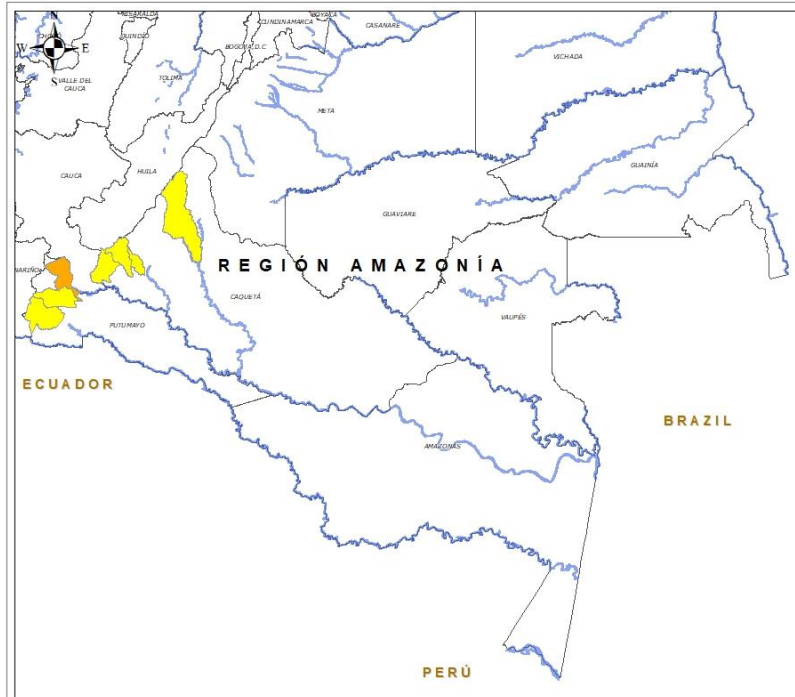 RISARALDA
CUNDINAMARCA
BOYACÁ
CASANARE
N
CHOCÓ
QUINDÍO
BOGOTÁ, D.C
W
E
VICHADA
S
VALLE DEL
CAUCA
TOLIMA
META
GUAINÍA
CAUCA
HUILA
GUAVIARE
REGIÓN AMAZONÍA
NARIÑO
CAQUETÁ
PUTUMAYO
VAUPÉS
ECUADOR
BRAZIL
AMAZONAS
PERÚ